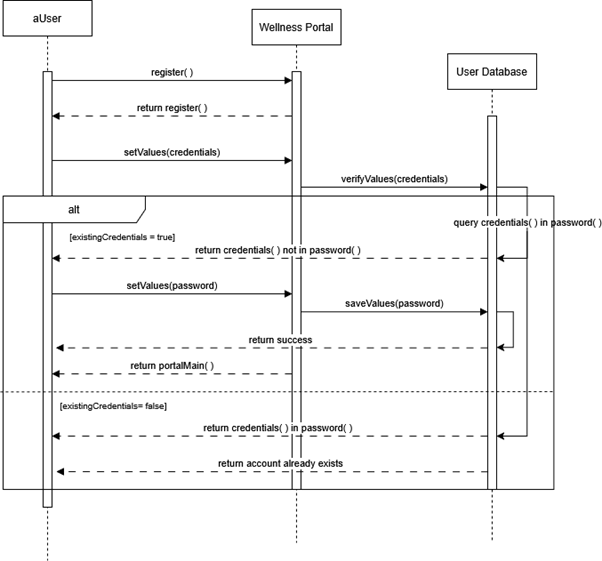 aUser
Wellness Portal
User Database
register( )
return register( )
setValues(credentials)
verifyValues(credentials)
alt
query credentials( ) in password( )
[existingCredentials = true]
return credentials( ) not in password( )
setValues(password)
saveValues(password)
return success
return portalMain( )
[existingCredentials= false]
return credentials( ) in password( )
return account already exists